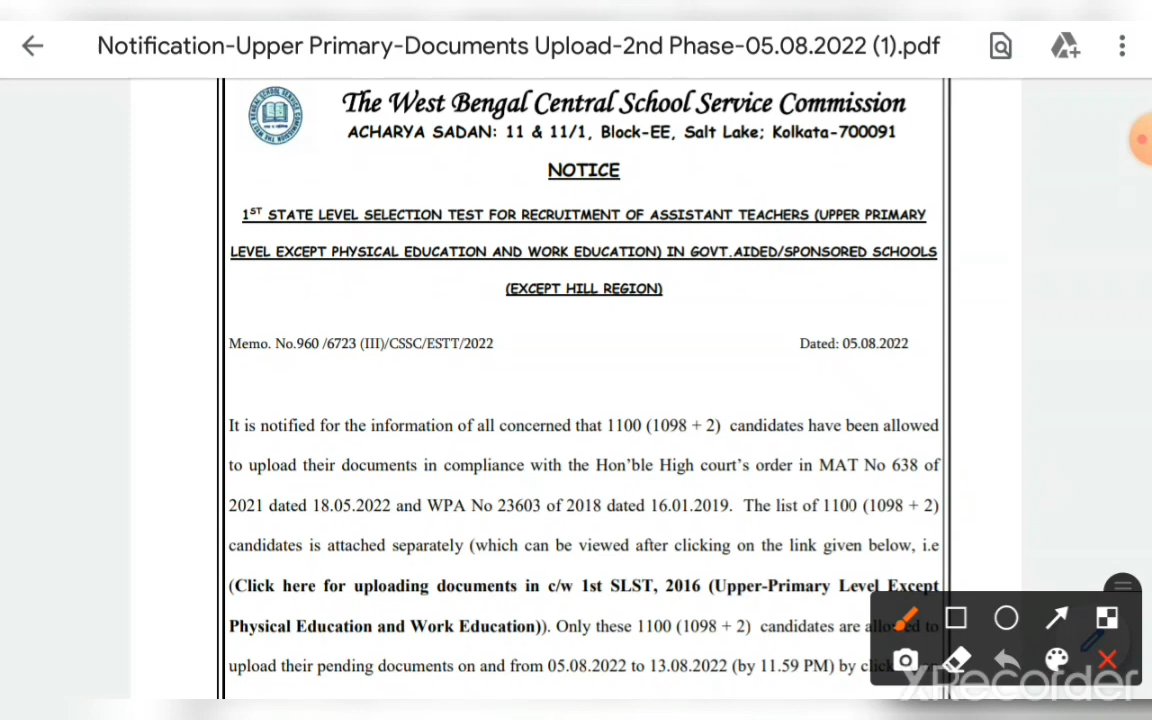 Notification-Upper Primary-Documents Upload-2nd Phase-05.08.2022 (1).pdf
The West Bengal Central School Service Commission
ACHARYA SADAN: 11 & 11/1, Block-EE, Salt Lake; Kolkata-700091
NOTICE
1ST STATE LEVEL SELECTION TEST FOR RECRUITMENT OF ASSISTANT TEACHERS (UPPER PRIMARY
LEVEL EXCEPT PHYSICAL EDUCATION AND WORK EDUCATION) IN GOVT.AIDED/SPONSORED SCHOOLS
(EXCEPT HILL REGION)
Memo. No.960 /6723 (III)/CSSC/ESTT/2022 Dated: 05.08.2022
It is notified for the information of all concerned that 1100 (1098 + 2) candidates have been allowed
to upload their documents in compliance with the Hon'ble High court's order in MAT No 638 of
2021 dated 18.05.2022 and WPA No 23603 of 2018 dated 16.01.2019. The list of 1100 (1098 + 2)
candidates is attached separately (which can be viewed after clicking on the link given below, i.e
(Click here for uploading documents in c/w 1st SLST, 2016 (Upper-Primary Level Except
Physical Education and Work Education)). Only these 1100 (1098 + 2) candidates are to
upload their pending documents on and from 05.08.2022 to 13.08.2022 (by 11.59 PM) by
XRecorder